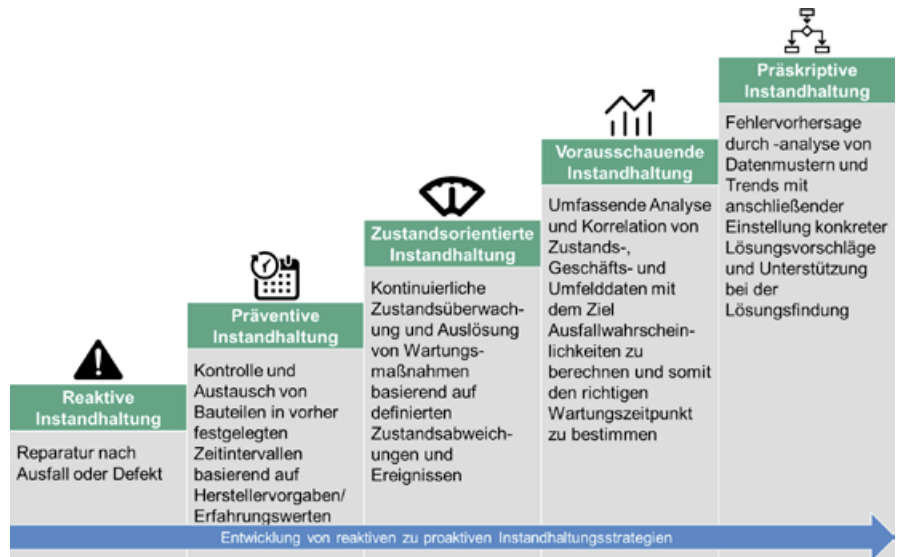 Reaktive
Instandhaltung
Reparatur nach
Ausfall oder Defekt
Präventive
Instandhaltung
Kontrolle und
Austausch von
Bauteilen in vorher
festgelegten
Zeitintervallen
basierend auf
Herstellervorgaben/
Erfahrungswerten
Zustandsorientierte
Instandhaltung
Kontinuierliche
Zustandsüberwach-
ung und Auslösung
von Wartungs-
maßnahmen
basierend auf
definierten
Zustandsabweich-
ungen und
Ereignissen
Vorausschauende
Instandhaltung
Umfassende Analyse
und Korrelation von
Zustands-,
Geschäfts- und
Umfelddaten mit
dem Ziel
Ausfallwahrschein-
lichkeiten zu
berechnen und somit
den richtigen
Wartungszeitpunkt
zu bestimmen
Präskriptive
Instandhaltung
Fehlervorhersage
durch -analyse von
Datenmustern und
Trends mit
anschließender
Einstellung konkreter
Lösungsvorschläge
und Unterstützung
bei der
Lösungsfindung
Entwicklung von reaktiven zu proaktiven Instandhaltungsstrategien